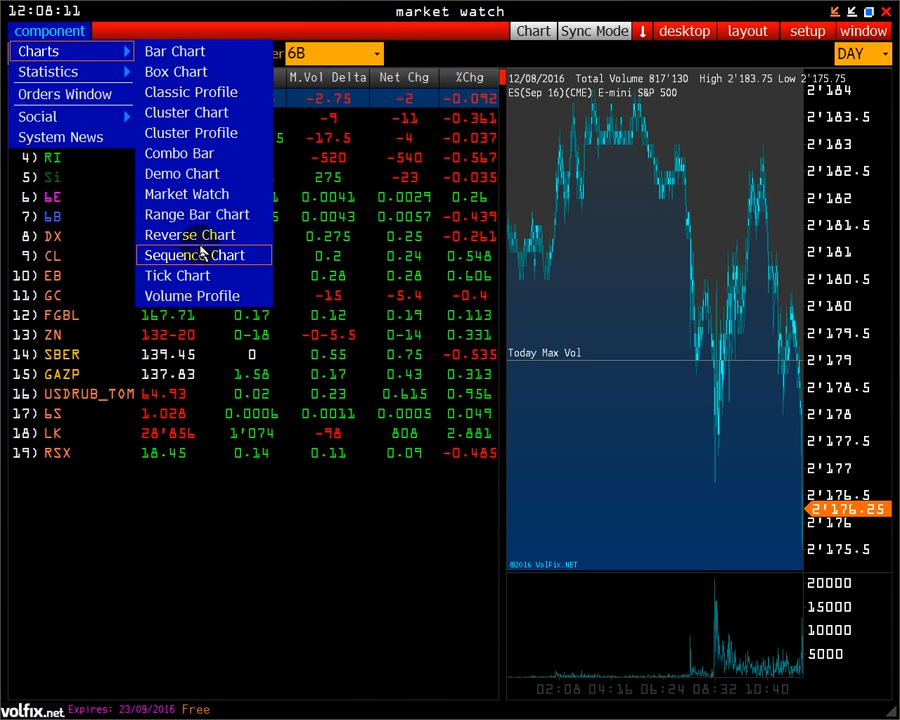 12:08:11 market watch
component Chart Sync Mode desktop layout setup window
6B DAY
Charts
Statistics
Orders Window
Social
System News
Bar Chart
Box Chart
Classic Profile
Cluster Chart
Cluster Profile
Combo Bar
Demo Chart
Market Watch
Range Bar Chart
Reverse Chart
Sequence Chart
Tick Chart
Volume Profile
M.Vol Delta Net Chg %Chg
-2.75 -2 -0.092
-9 -11 -0.361
-17.5 -4 -0.037
4) RI -520 -540 -0.567
5) Si 275 -23 -0.035
6) 6E 0.0041 0.0029 0.26
7) 6B 0.0043 0.0057 -0.439
8) DX 0.275 0.25 -0.261
9) CL 0.2 0.24 0.548
10) EB 0.28 0.28 0.606
11) GC -15 -5.4 -0.4
12) FGBL 167.71 0.17 0.12 0.19 0.113
13) ZN 132-20 0-18 -0-5.5 0-14 0.331
14) SBER 139.45 0 0.55 0.75 -0.535
15) GAZP 137.83 1.58 0.17 0.43 0.313
16) USDRUB_TOM 64.93 0.02 0.23 0.615 0.956
17) 6S 1.028 0.0006 0.0011 0.0005 0.049
18) LK 28'856 1'074 -98 808 2.881
19) RSX 18.45 0.14 0.11 0.09 -0.485
12/08/2016 Total Volume 817'130 High 2'183.75 Low 2'175.75
ES(Sep 16)(CME) E-mini S&P 500
2'184
2'183.5
2'183
2'182.5
2'182
2'181.5
2'181
2'180.5
2'180
2'179.5
Today Max Vol
2'179
2'178.5
2'178
2'177.5
2'177
2'176.5
2'176.25
2'176
2'175.5
©2016 VolFix.NET
20000
15000
10000
5000
02:08 04:16 06:24 08:32 10:40
volfix.net Expires: 23/09/2016 Free